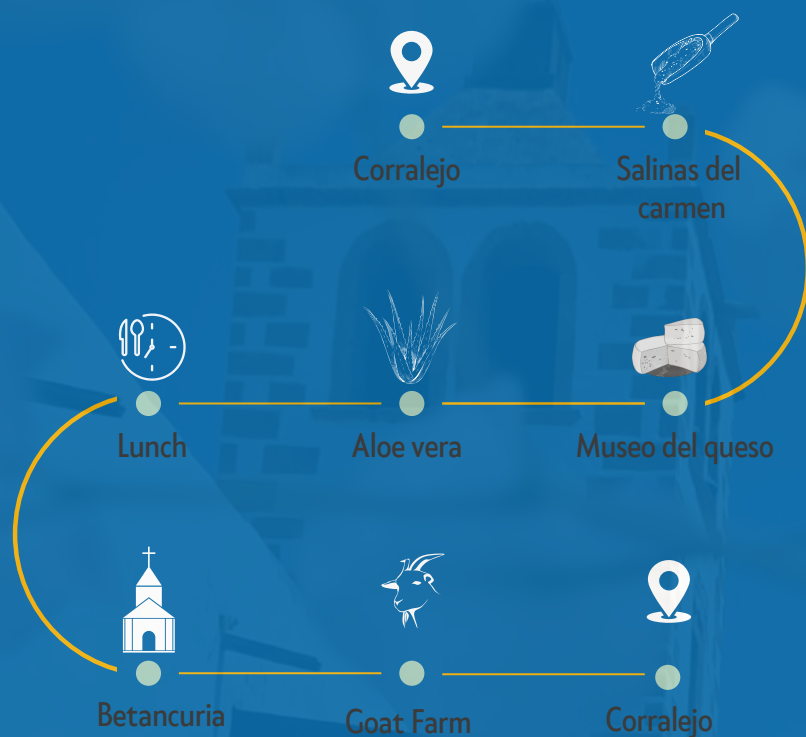 Corralejo
Salinas del
carmen
Lunch
Aloe vera
Museo del queso
Betancuria
Goat Farm
Corralejo